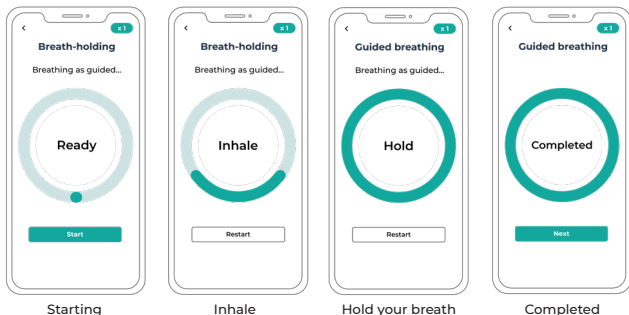 < x 1
Breath-holding
Breathing as guided...
Ready
Start
Starting
< x 1
Breath-holding
Breathing as guided...
Inhale
Restart
Inhale
< x 1
Guided breathing
Breathing as guided...
Hold
Restart
Hold your breath
< x 1
Guided breathing
Completed
Next
Completed